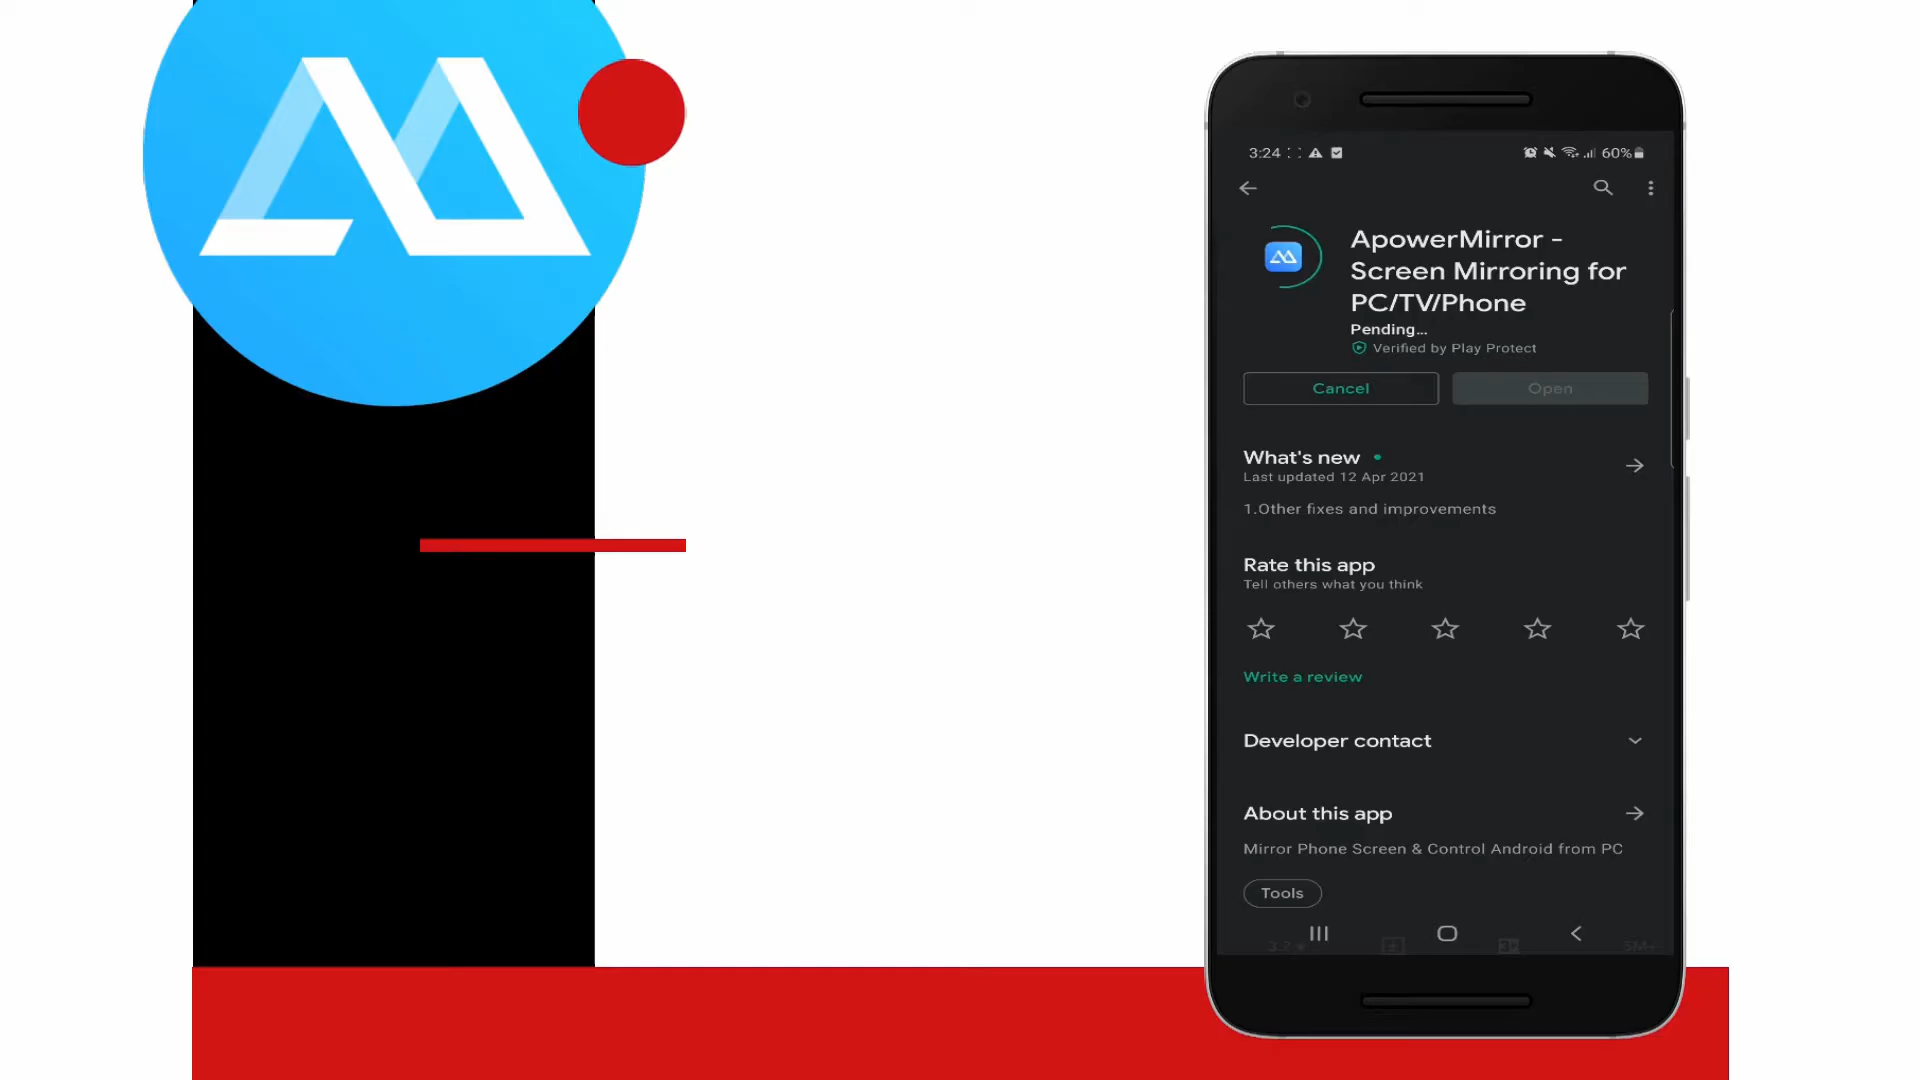 3:24
60%
ApowerMirror -
Screen Mirroring for
PC/TV/Phone
Pending...
Verified by Play Protect
Cancel
Open
What's new
Last updated 12 Apr 2021
1.Other fixes and improvements
Rate this app
Tell others what you think
Write a review
Developer contact
About this app
Mirror Phone Screen & Control Android from PC
Tools